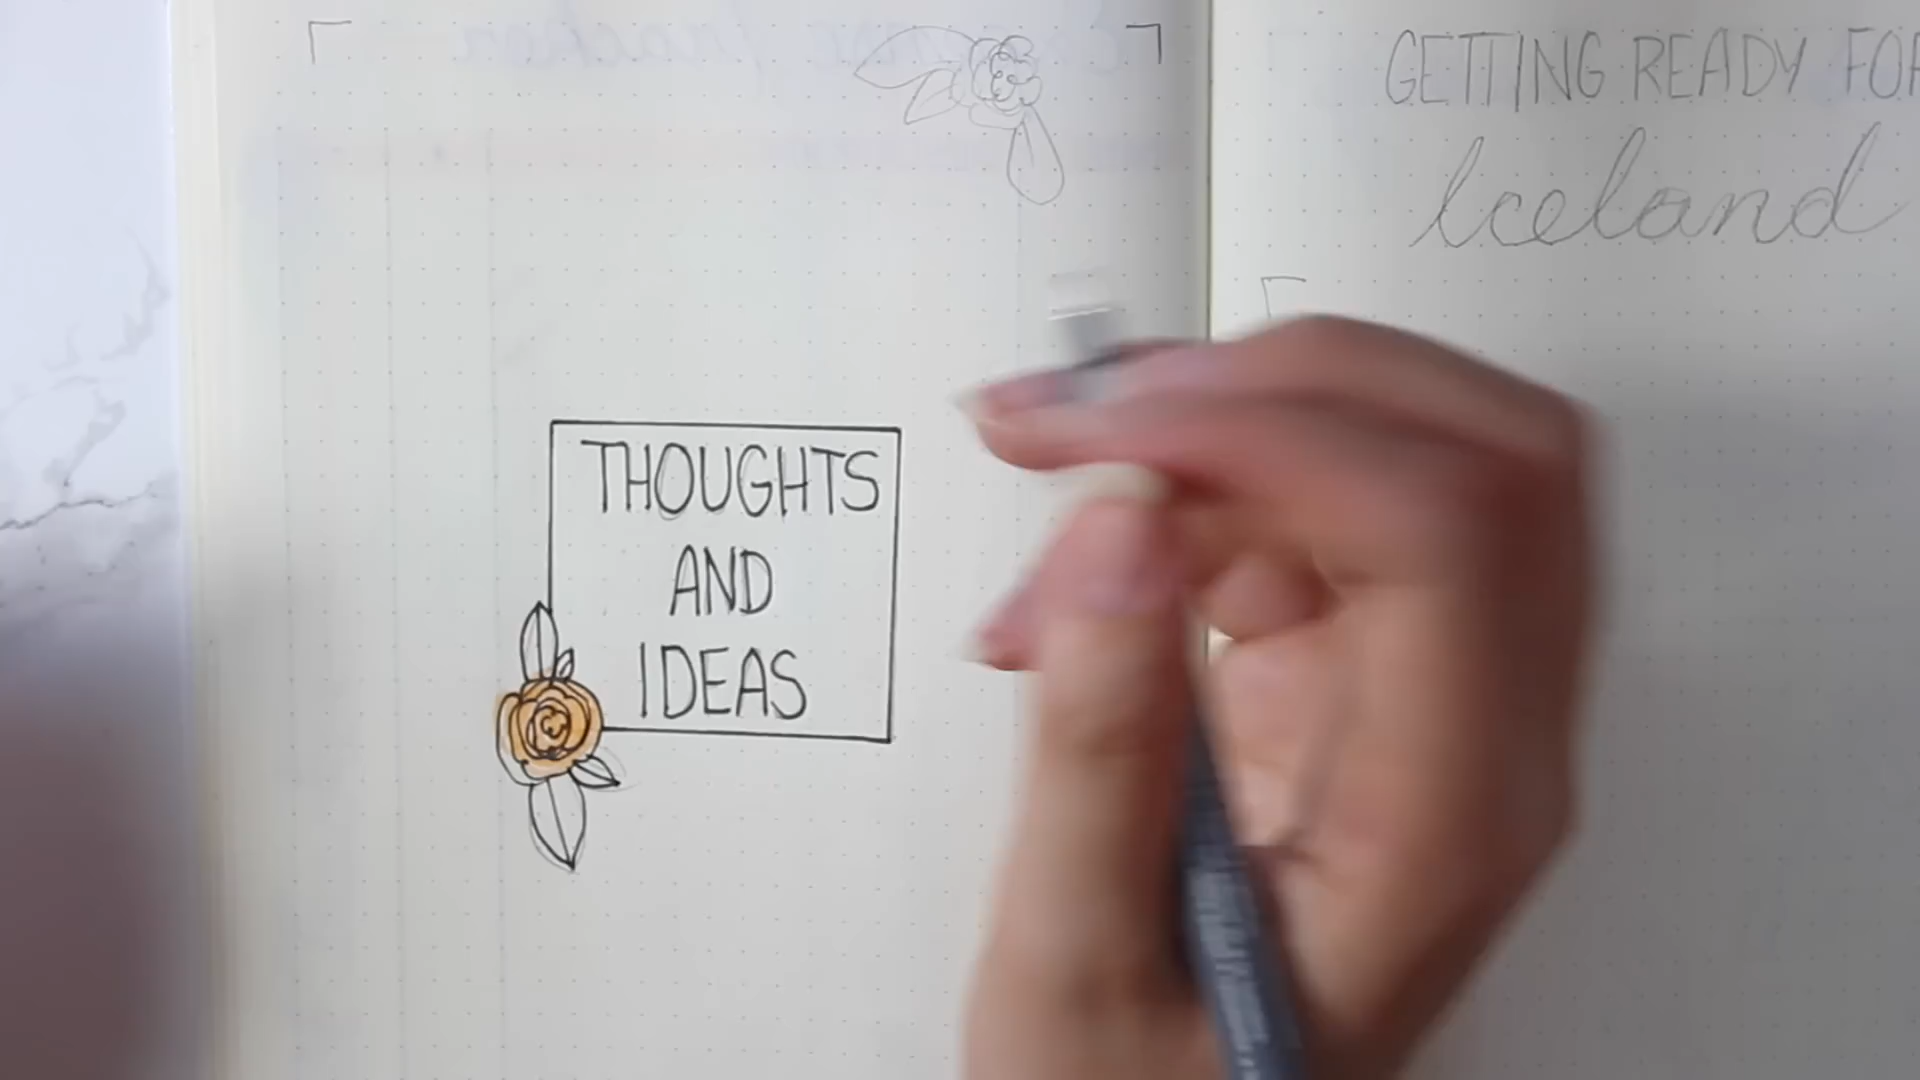 THOUGHTS
AND
IDEAS
GETTING READY FOR
Iceland